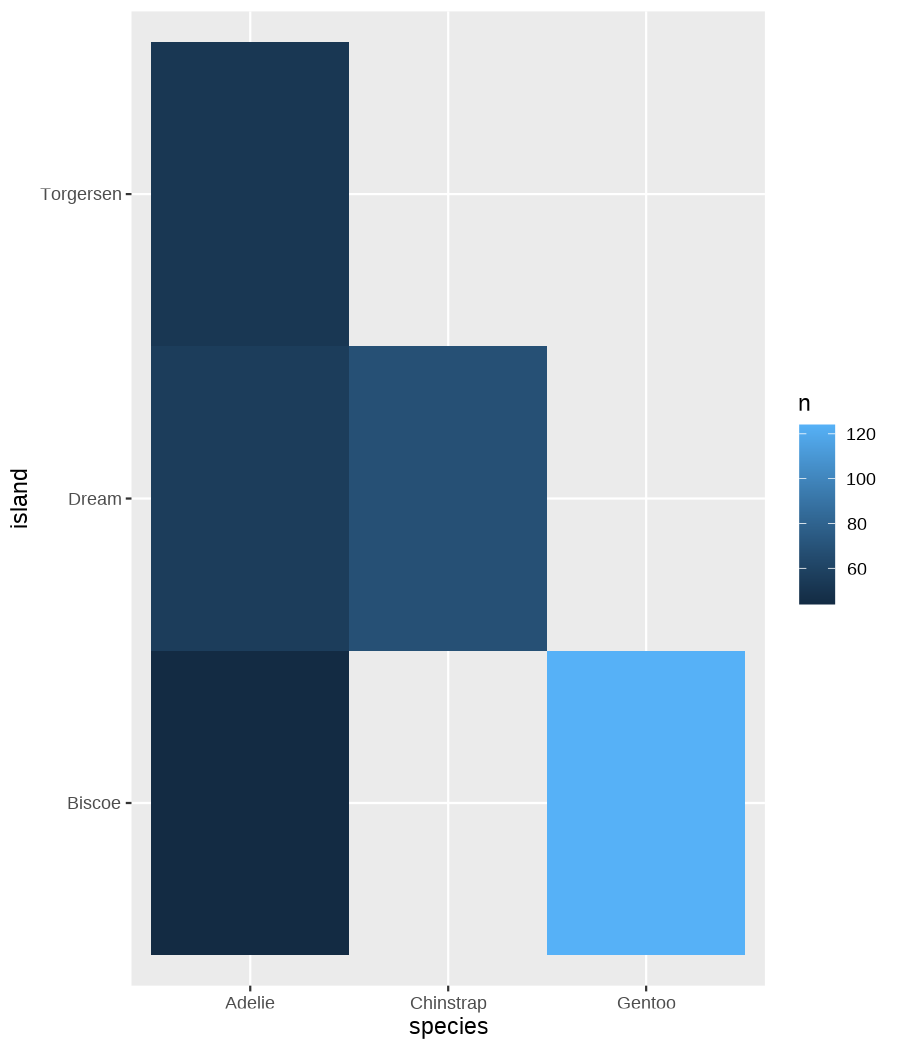 Torgersen
Dream
Biscoe
island
Adelie Chinstrap Gentoo
species
n
120
100
80
60